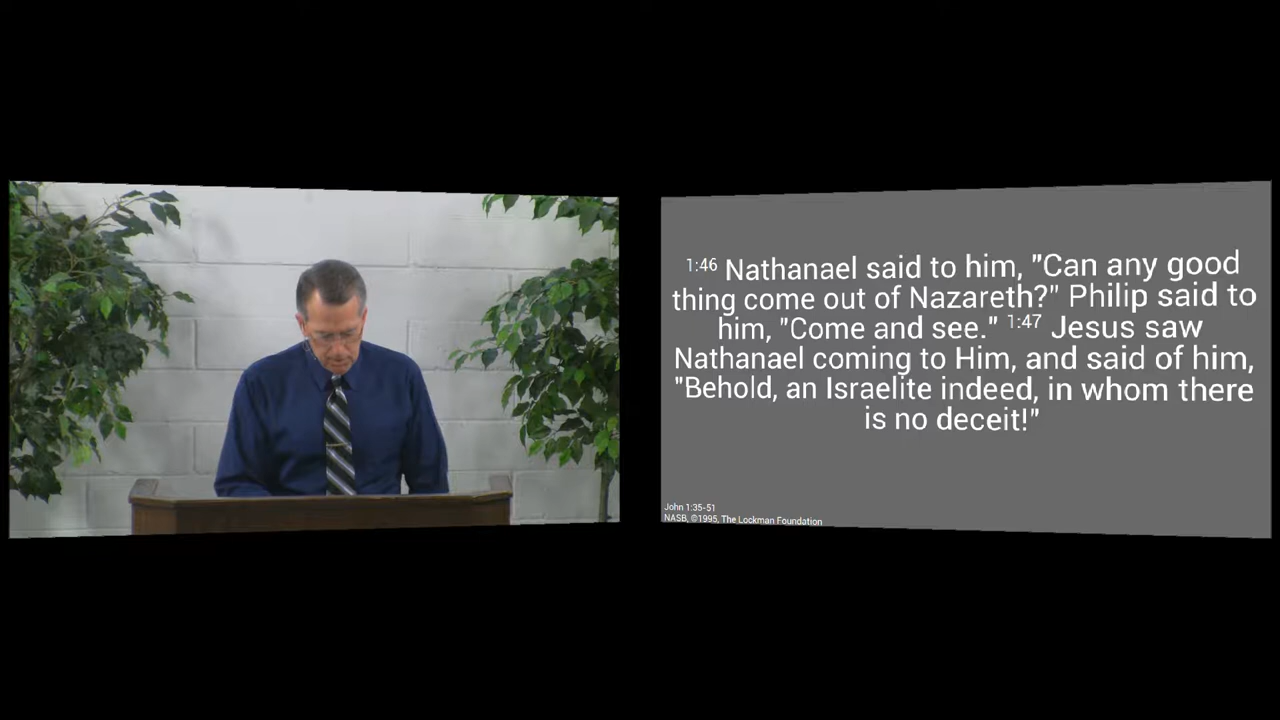 1:46 Nathanael said to him, "Can any good
thing come out of Nazareth?" Philip said to
him, "Come and see." 1:47 Jesus saw
Nathanael coming to Him, and said of him,
"Behold, an Israelite indeed, in whom there
is no deceit!"
John 1:35-51
NASB, ©1995, The Lockman Foundation